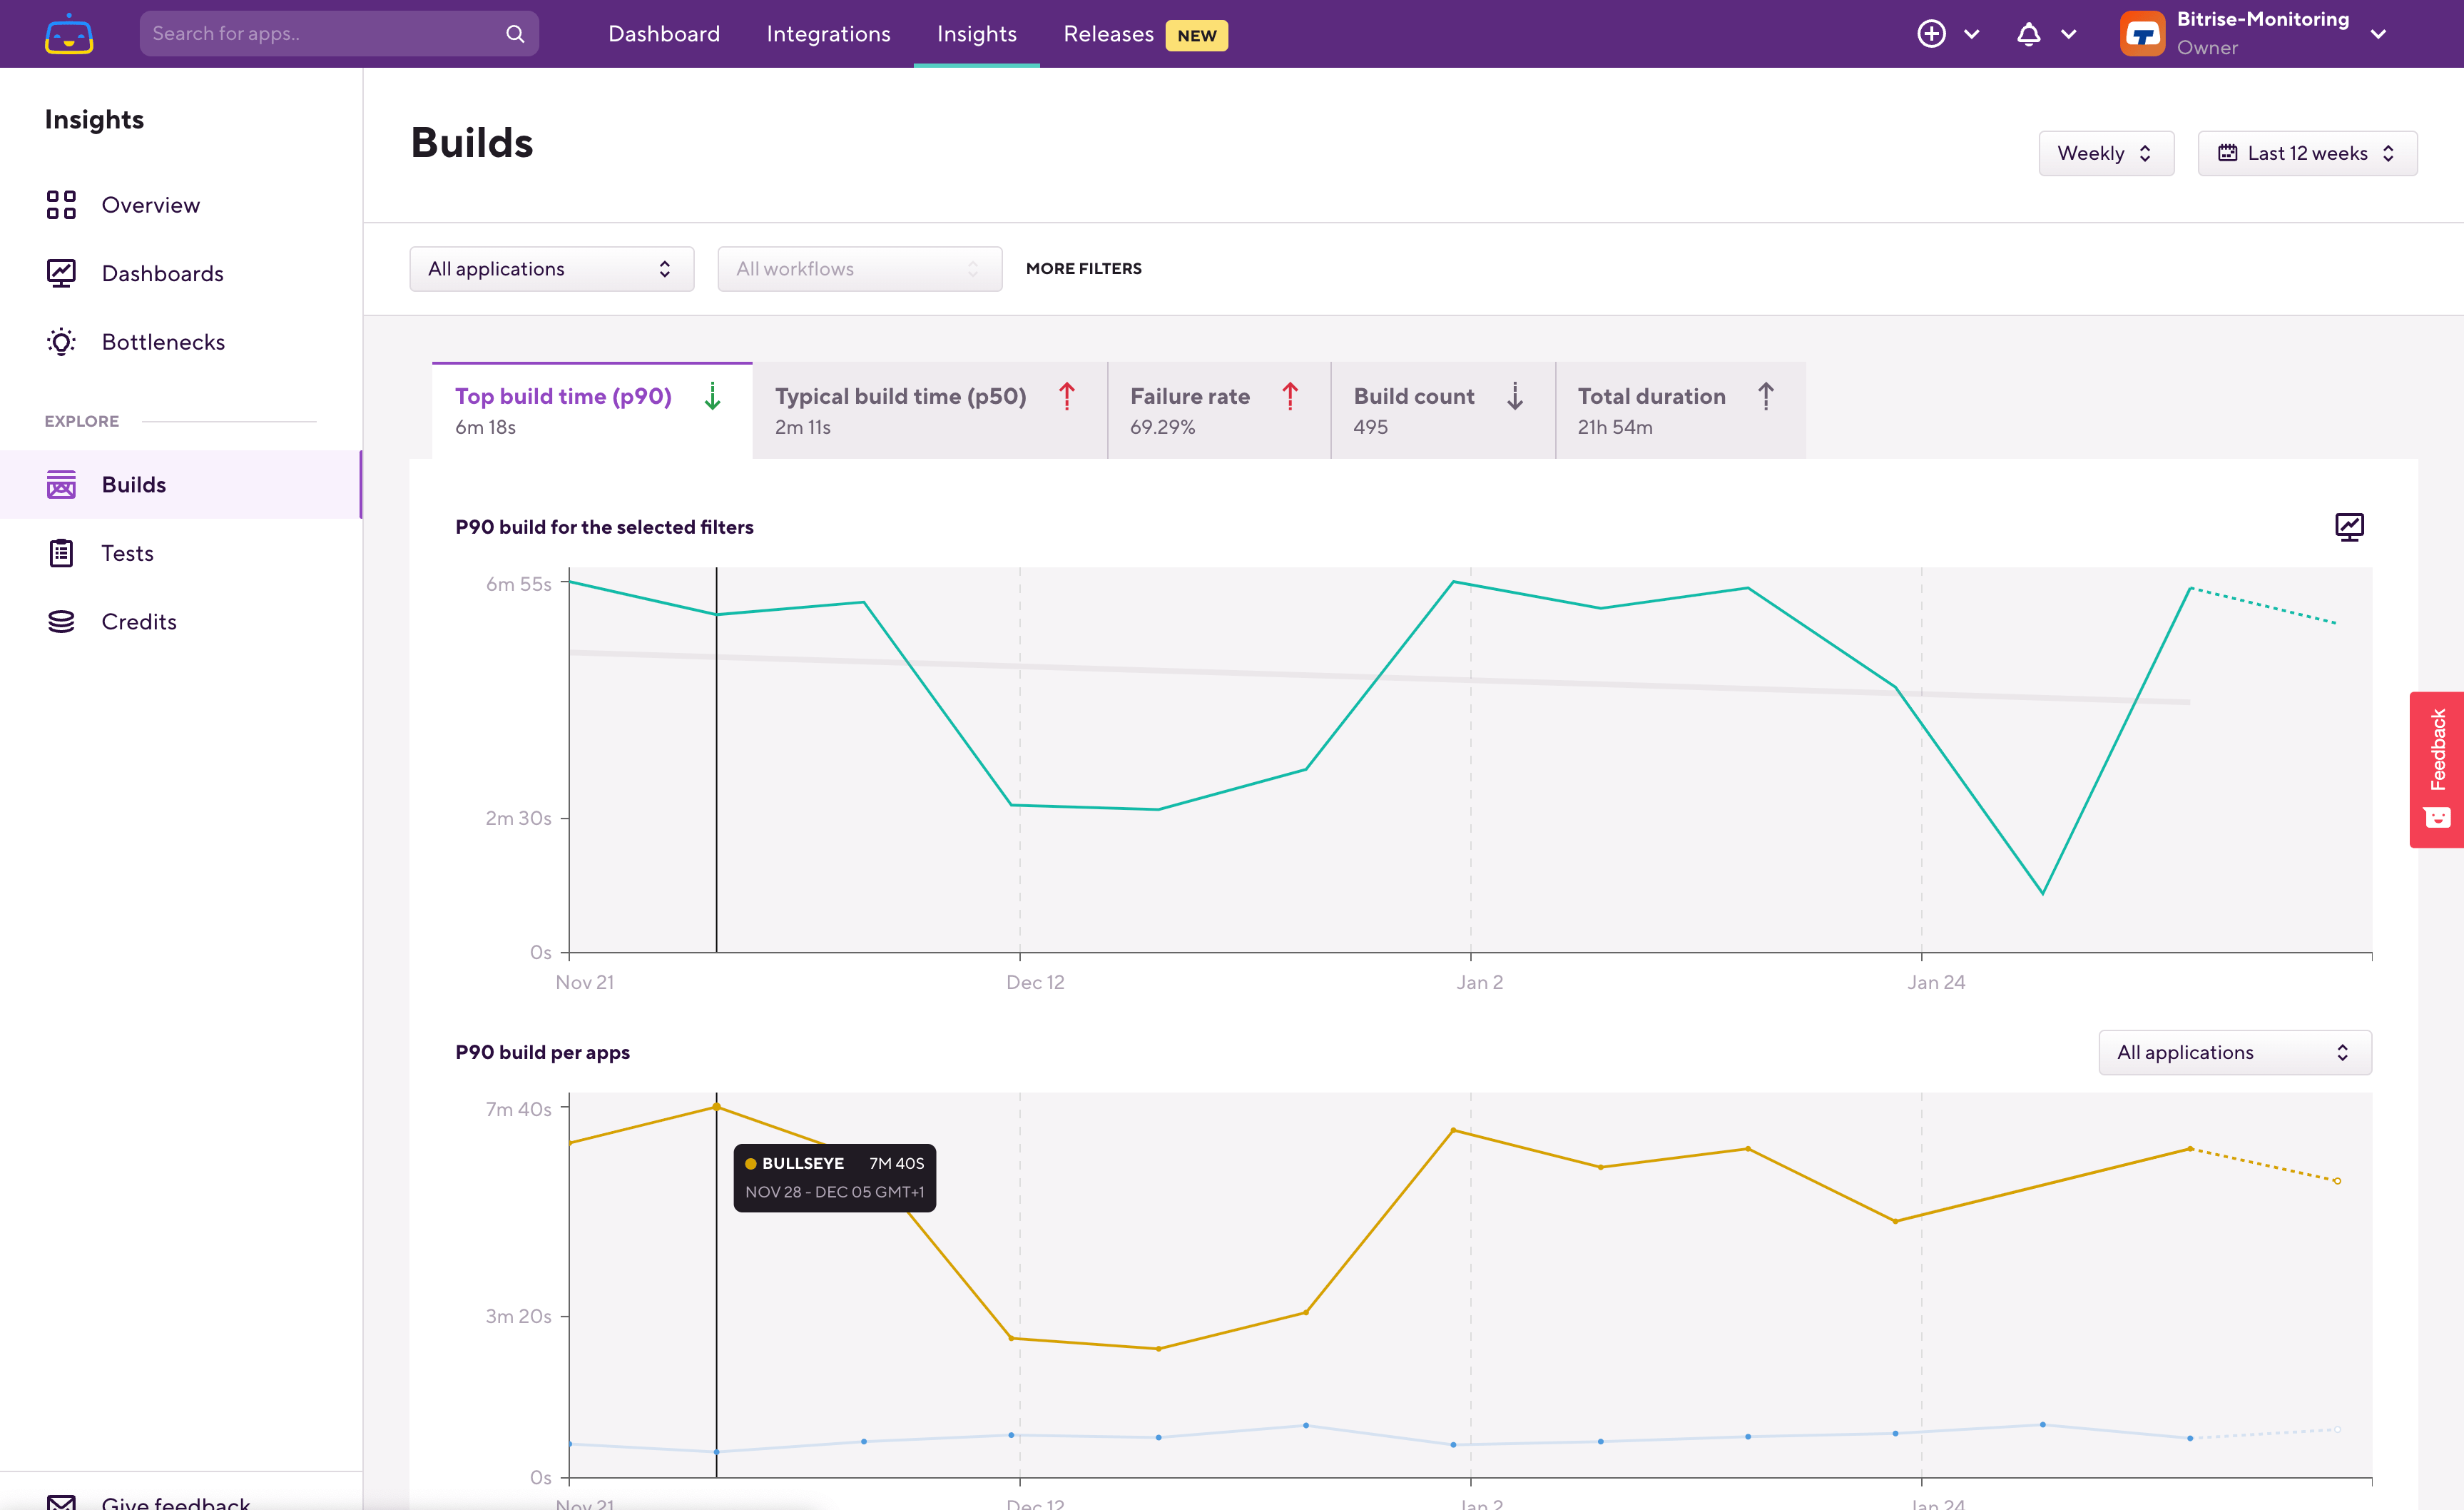 Search for apps..
Dashboard
Integrations
Insights
Releases NEW
Bitrise-Monitoring
Owner
Insights
Overview
Dashboards
Bottlenecks
EXPLORE
Builds
Tests
Credits
Give feedback
Builds
Weekly
Last 12 weeks
All applications
All workflows
MORE FILTERS
Top build time (p90)
6m 18s
Typical build time (p50)
2m 11s
Failure rate
69.29%
Build count
495
Total duration
21h 54m
P90 build for the selected filters
6m 55s
2m 30s
0s
Nov 21
Dec 12
Jan 2
Jan 24
P90 build per apps
All applications
7m 40s
BULLSEYE 7M 40S
NOV 28 - DEC 05 GMT+1
3m 20s
0s
Nov 21
Dec 12
Jan 2
Jan 24
Feedback